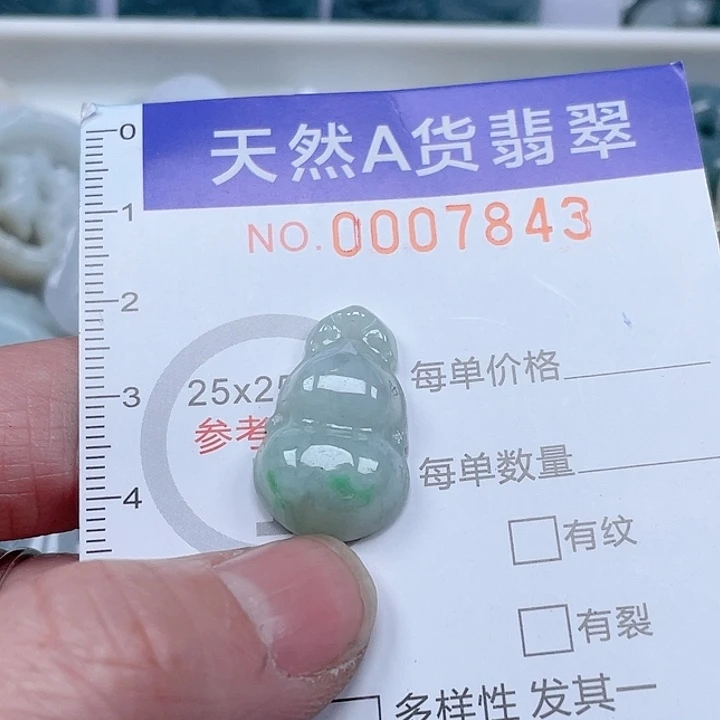 天然A货翡翠
NO.0007843
0
1
2
3
4
25x25
参考
每单价格
每单数量
有纹
有裂
多样性 发其一